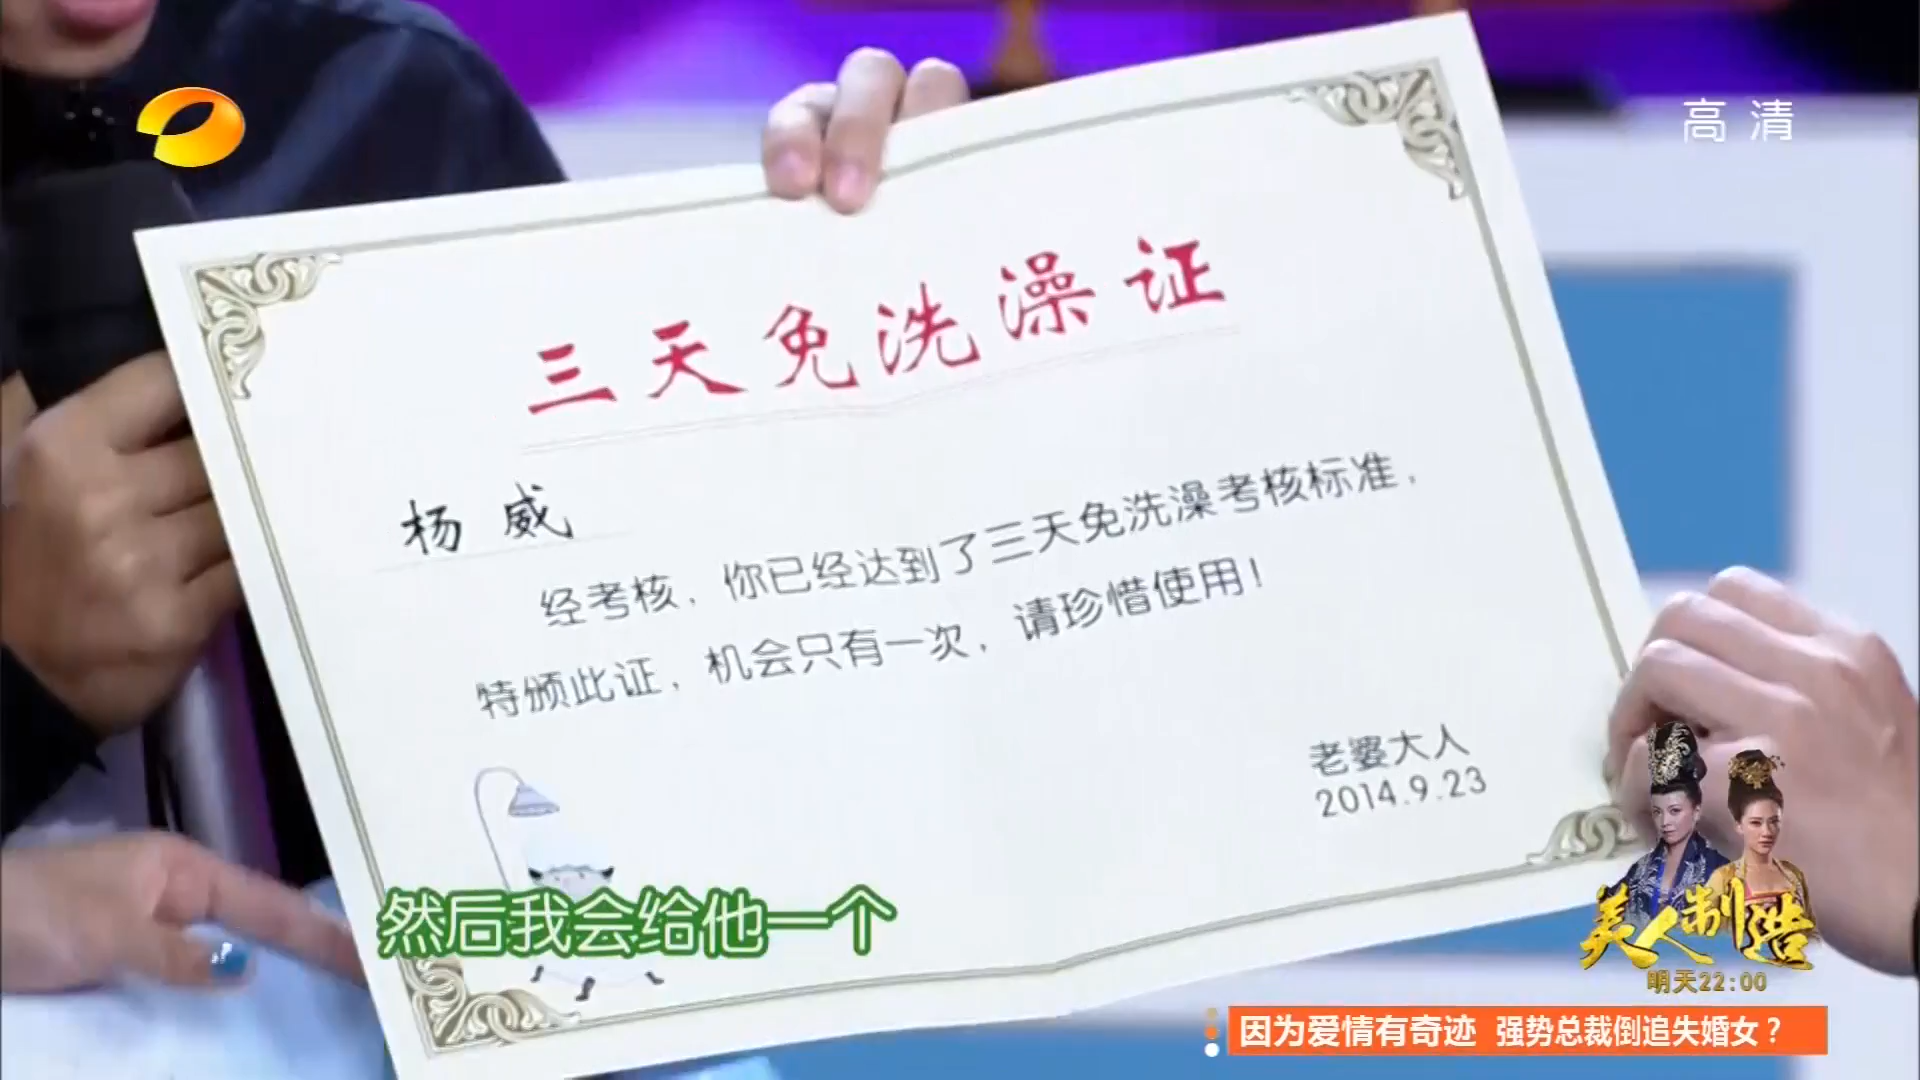 高清
三天免洗澡证
杨威
经考核，你已经达到了三天免洗澡考核标准，
特颁此证，机会只有一次，请珍惜使用！
老婆大人
2014.9.23
然后我会给他一个
美人制造
明天22:00
因为爱情有奇迹 强势总裁倒追失婚女？